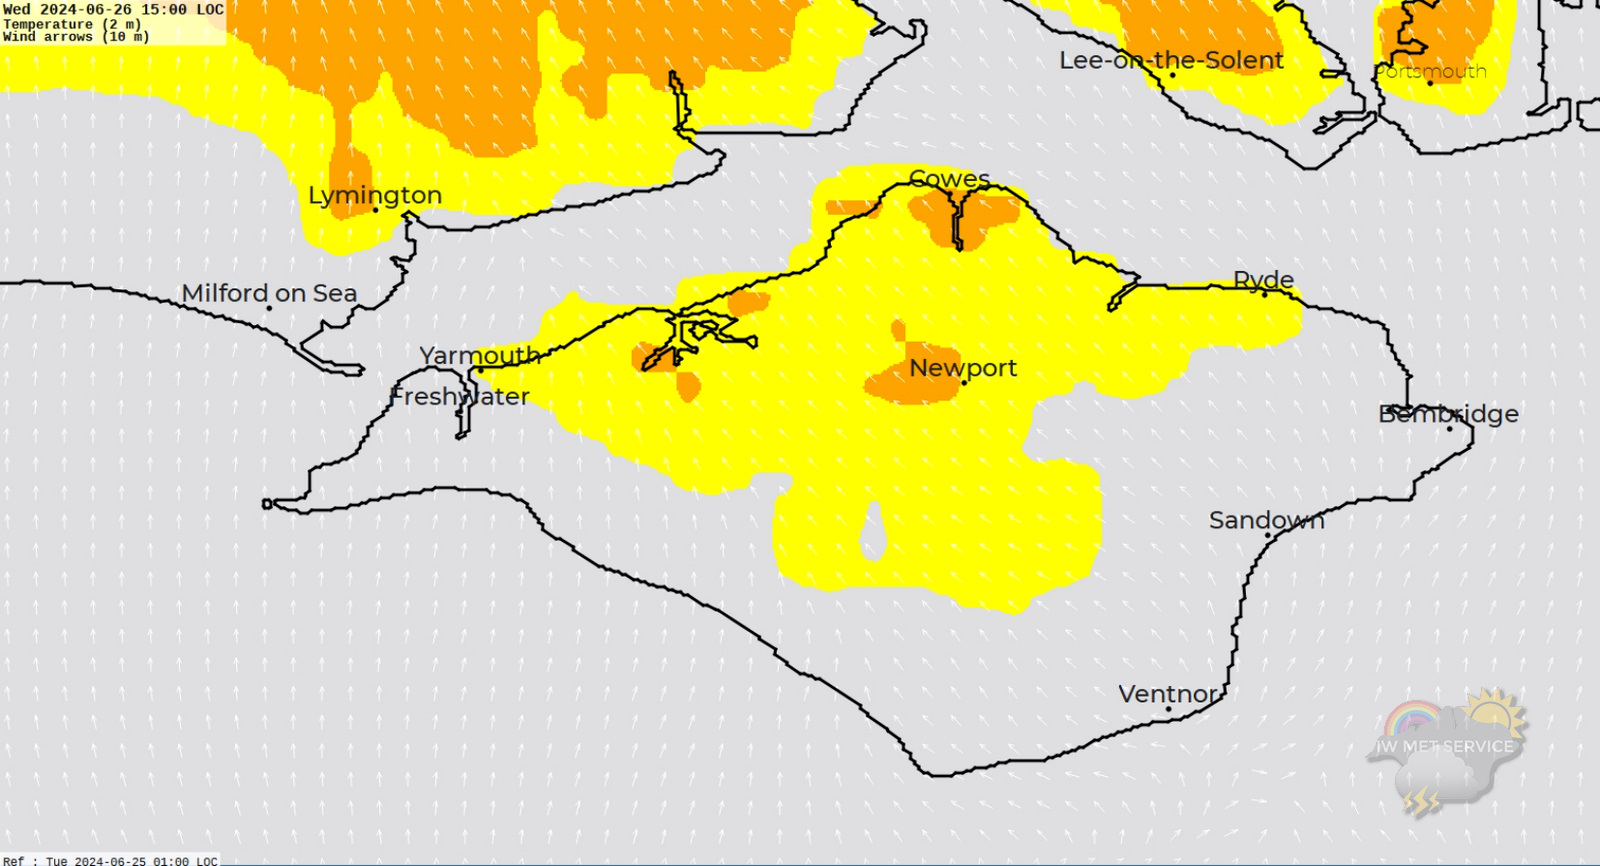 Wed 2024-06-26 15:00 LOC
Temperature (2 m)
Wind arrows (10 m)
Lee-on-the-Solent
Portsmouth
Cowes
Lymington
Ryde
Milford on Sea
Yarmouth
Newport
Freshwater
Bembridge
Sandown
Ventnor
IW MET SERVICE
Ref : Tue 2024-06-25 01:00 LOC